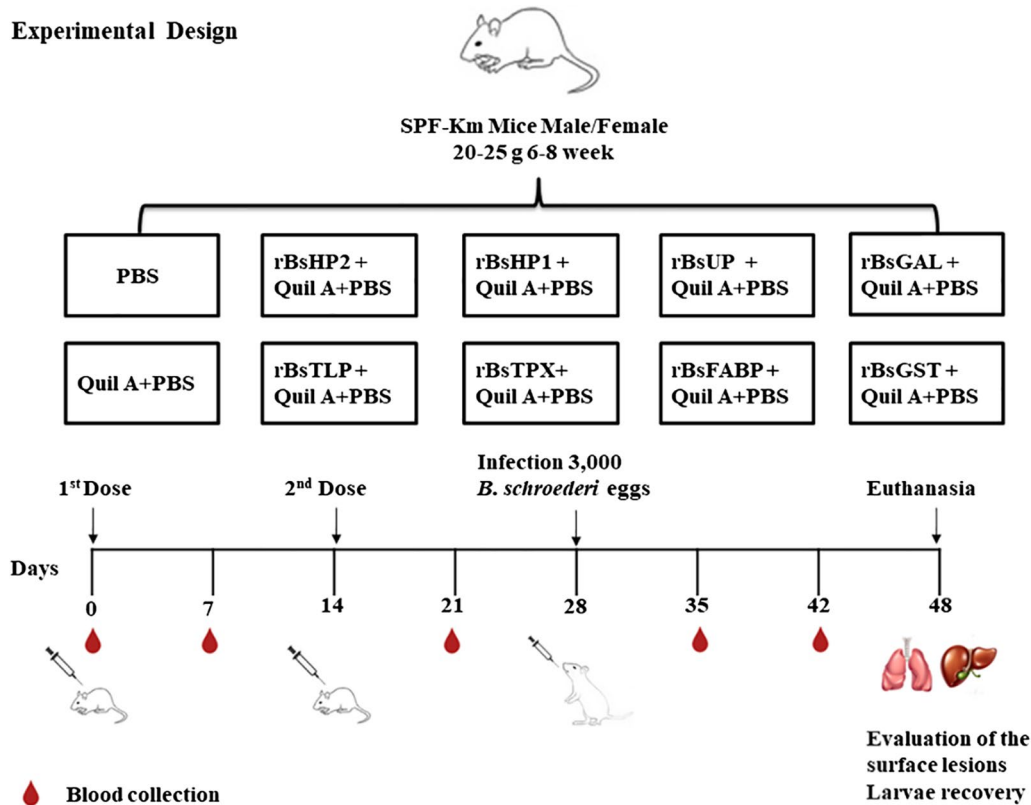 Experimental Design
SPF-Km Mice Male/Female
20-25 g 6-8 week
PBS
rBsHP2 +
Quil A+PBS
rBsHP1 +
Quil A+PBS
rBsUP +
Quil A+PBS
rBsGAL +
Quil A+PBS
Quil A+PBS
rBsTLP +
Quil A+PBS
rBsTPX+
Quil A+PBS
rBsFABP +
Quil A+PBS
rBsGST +
Quil A+PBS
1st Dose
2nd Dose
Infection 3,000
B. schroederi eggs
Euthanasia
Days
0 7 14 21 28 35 42 48
Evaluation of the
surface lesions
Larvae recovery
Blood collection